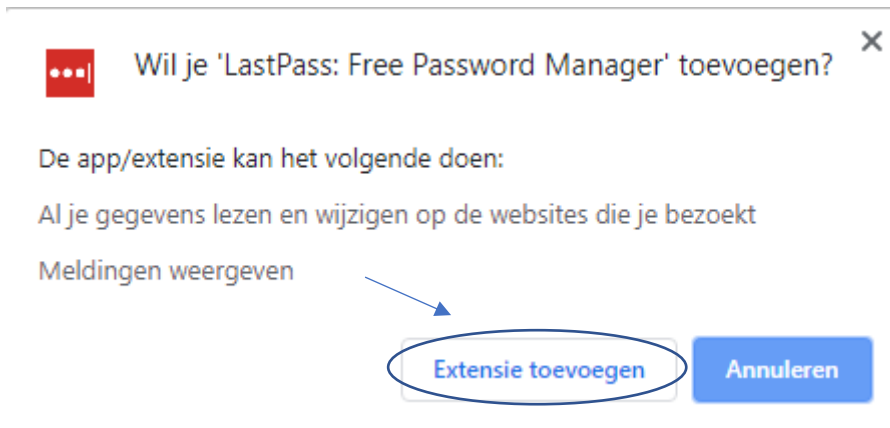 Wil je 'LastPass: Free Password Manager' toevoegen?
De app/extensie kan het volgende doen:
Al je gegevens lezen en wijzigen op de websites die je bezoekt
Meldingen weergeven
Extensie toevoegen
Annuleren